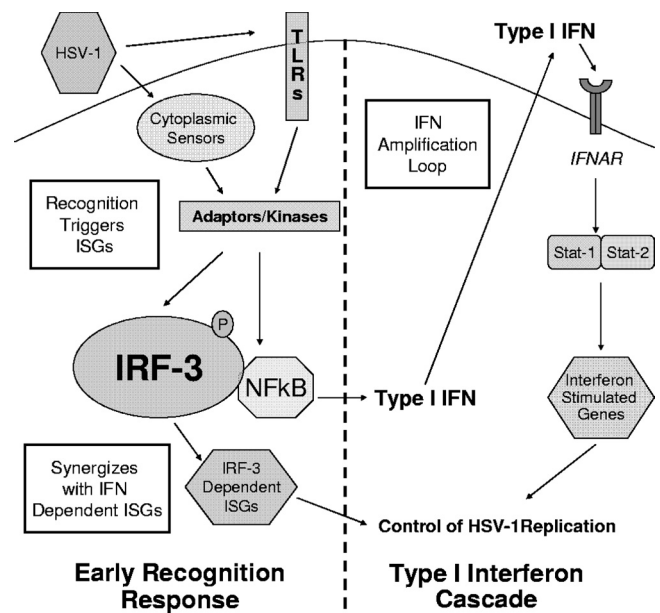 HSV-1
TLRs
Cytoplasmic
Sensors
Recognition
Triggers
ISGs
Adaptors/Kinases
P
IRF-3
NFkB
Synergizes
with IFN
Dependent ISGs
IRF-3
Dependent
ISGs
Early Recognition
Response
Type I IFN
IFN
Amplification
Loop
IFNAR
Stat-1
Stat-2
Type I IFN
Interferon
Stimulated
Genes
Control of HSV-1Replication
Type I Interferon
Cascade